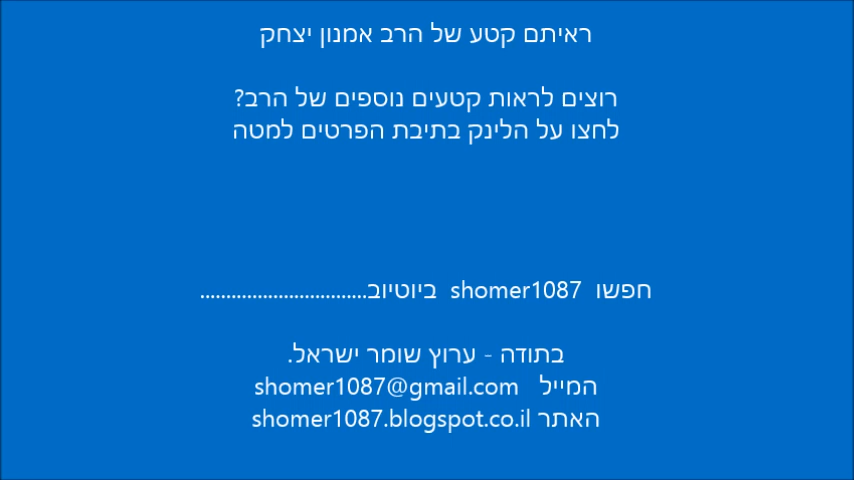 ראיתם קטע של הרב אמנון יצחק
רוצים לראות קטעים נוספים של הרב?
לחצו על הלינק בתיבת הפרטים למטה
חפשו shomer1087 ביוטיוב................................
בתודה - ערוץ שומר ישראל.
המייל shomer1087@gmail.com
האתר shomer1087.blogspot.co.il